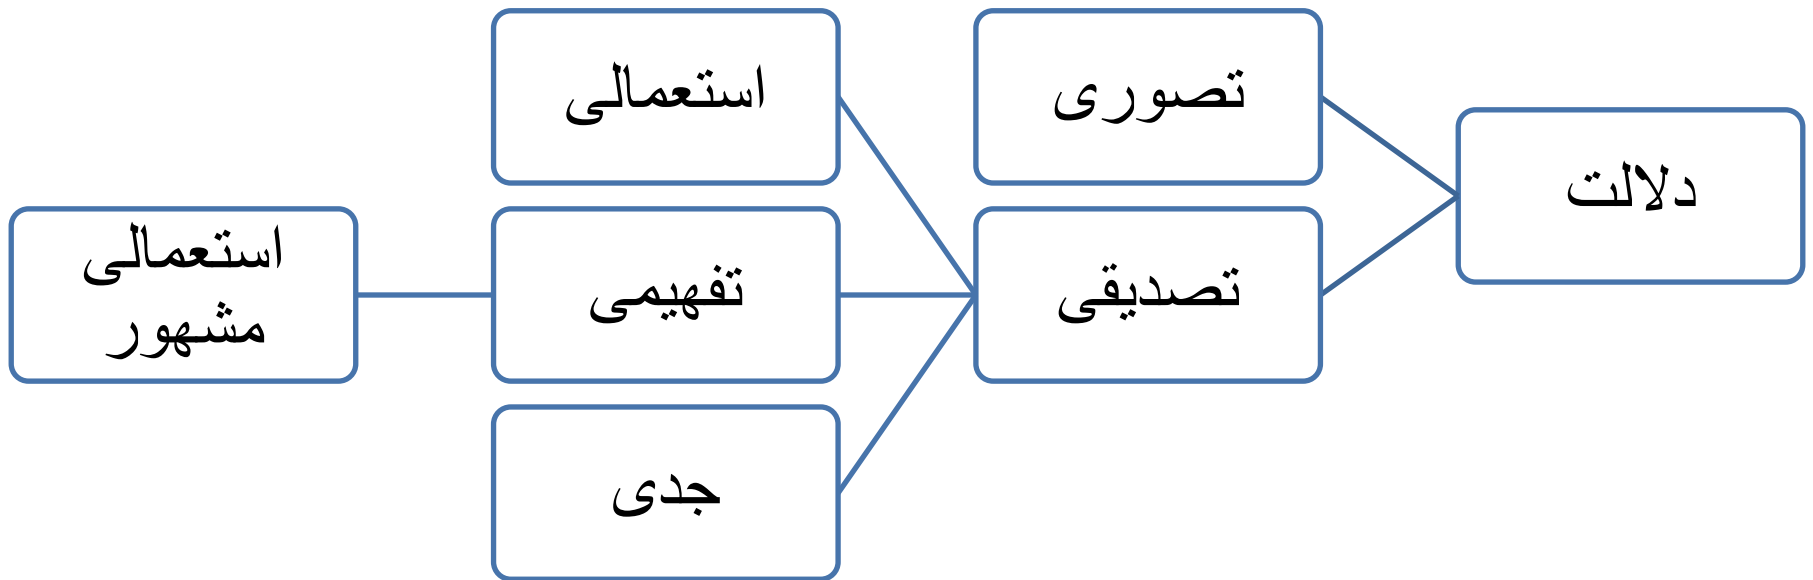 دلالت
تصوری
تصدیقی
استعمالی
تفهیمی
جدی
استعمالی
مشهور